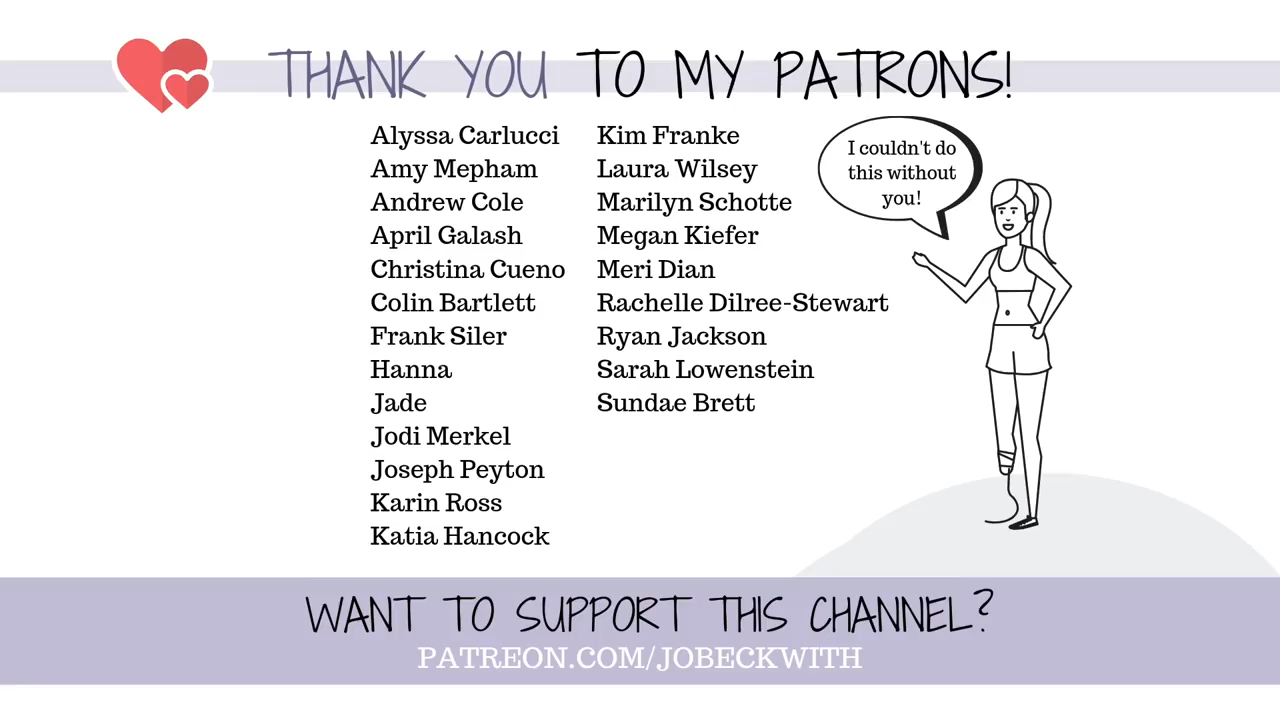 THANK YOU TO MY PATRONS!
Alyssa Carlucci
Amy Mepham
Andrew Cole
April Galash
Christina Cueno
Colin Bartlett
Frank Siler
Hanna
Jade
Jodi Merkel
Joseph Peyton
Karin Ross
Katia Hancock
Kim Franke
Laura Wilsey
Marilyn Schotte
Megan Kiefer
Meri Dian
Rachelle Dilree-Stewart
Ryan Jackson
Sarah Lowenstein
Sundae Brett
I couldn't do
this without
you!
WANT TO SUPPORT THIS CHANNEL?
PATREON.COM/JOBECKWITH